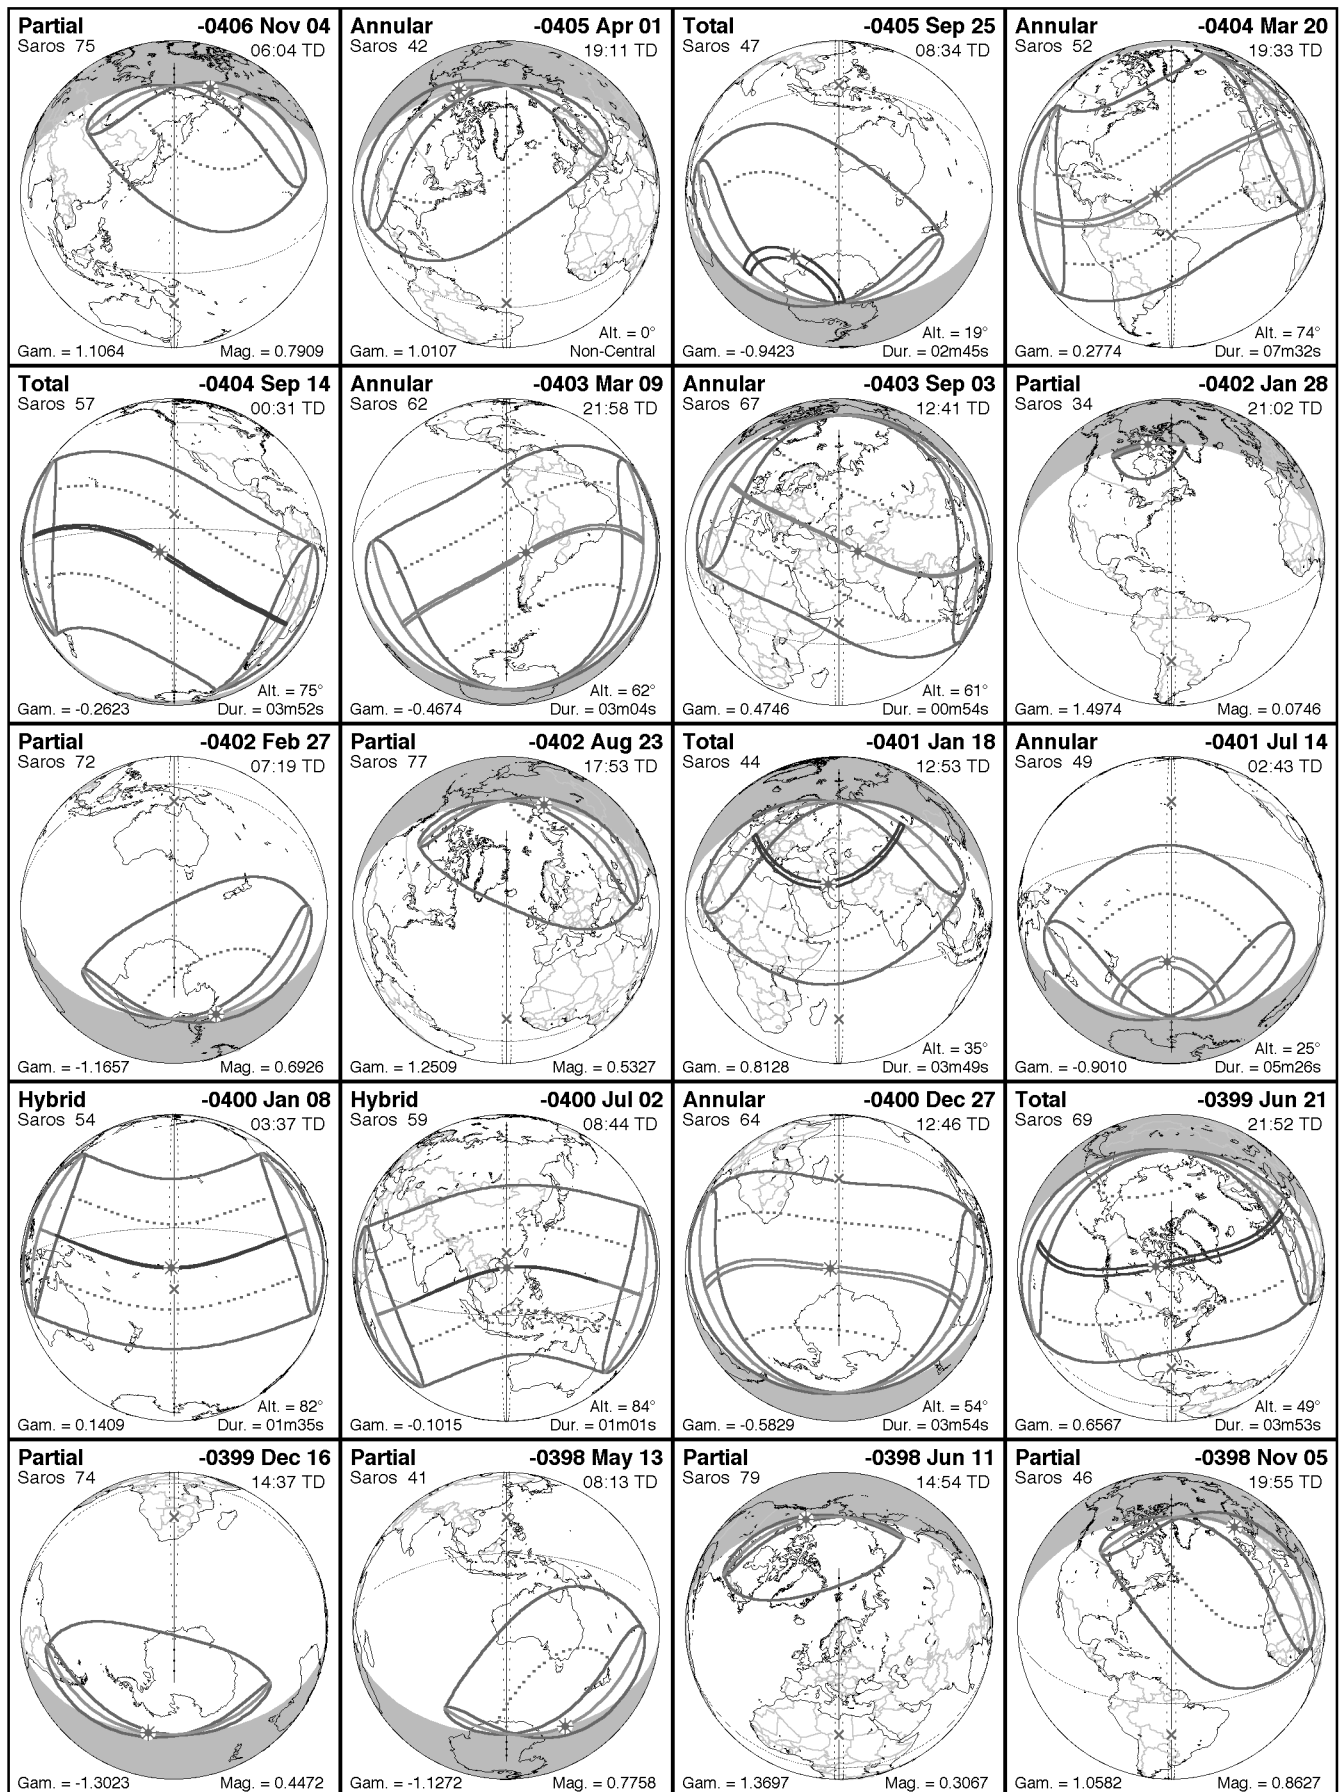 Partial -0406 Nov 04
Saros 75 06:04 TD
Gam. = 1.1064 Mag. = 0.7909
Annular -0405 Apr 01
Saros 42 19:11 TD
Alt. = 0°
Gam. = 1.0107 Non-Central
Total -0405 Sep 25
Saros 47 08:34 TD
Alt. = 19°
Gam. = -0.9423 Dur. = 02m45s
Annular -0404 Mar 20
Saros 52 19:33 TD
Alt. = 74°
Gam. = 0.2774 Dur. = 07m32s
Total -0404 Sep 14
Saros 57 00:31 TD
Alt. = 75°
Gam. = -0.2623 Dur. = 03m52s
Annular -0403 Mar 09
Saros 62 21:58 TD
Alt. = 62°
Gam. = -0.4674 Dur. = 03m04s
Annular -0403 Sep 03
Saros 67 12:41 TD
Alt. = 61°
Gam. = 0.4746 Dur. = 00m54s
Partial -0402 Jan 28
Saros 34 21:02 TD
Gam. = 1.4974 Mag. = 0.0746
Partial -0402 Feb 27
Saros 72 07:19 TD
Gam. = -1.1657 Mag. = 0.6926
Partial -0402 Aug 23
Saros 77 17:53 TD
Gam. = 1.2509 Mag. = 0.5327
Total -0401 Jan 18
Saros 44 12:53 TD
Alt. = 35°
Gam. = 0.8128 Dur. = 03m49s
Annular -0401 Jul 14
Saros 49 02:43 TD
Alt. = 25°
Gam. = -0.9010 Dur. = 05m26s
Hybrid -0400 Jan 08
Saros 54 03:37 TD
Alt. = 82°
Gam. = 0.1409 Dur. = 01m35s
Hybrid -0400 Jul 02
Saros 59 08:44 TD
Alt. = 84°
Gam. = -0.1015 Dur. = 01m01s
Annular -0400 Dec 27
Saros 64 12:46 TD
Alt. = 54°
Gam. = -0.5829 Dur. = 03m54s
Total -0399 Jun 21
Saros 69 21:52 TD
Alt. = 49°
Gam. = 0.6567 Dur. = 03m53s
Partial -0399 Dec 16
Saros 74 14:37 TD
Gam. = -1.3023 Mag. = 0.4472
Partial -0398 May 13
Saros 41 08:13 TD
Gam. = -1.1272 Mag. = 0.7758
Partial -0398 Jun 11
Saros 79 14:54 TD
Gam. = 1.3697 Mag. = 0.3067
Partial -0398 Nov 05
Saros 46 19:55 TD
Gam. = 1.0582 Mag. = 0.8627